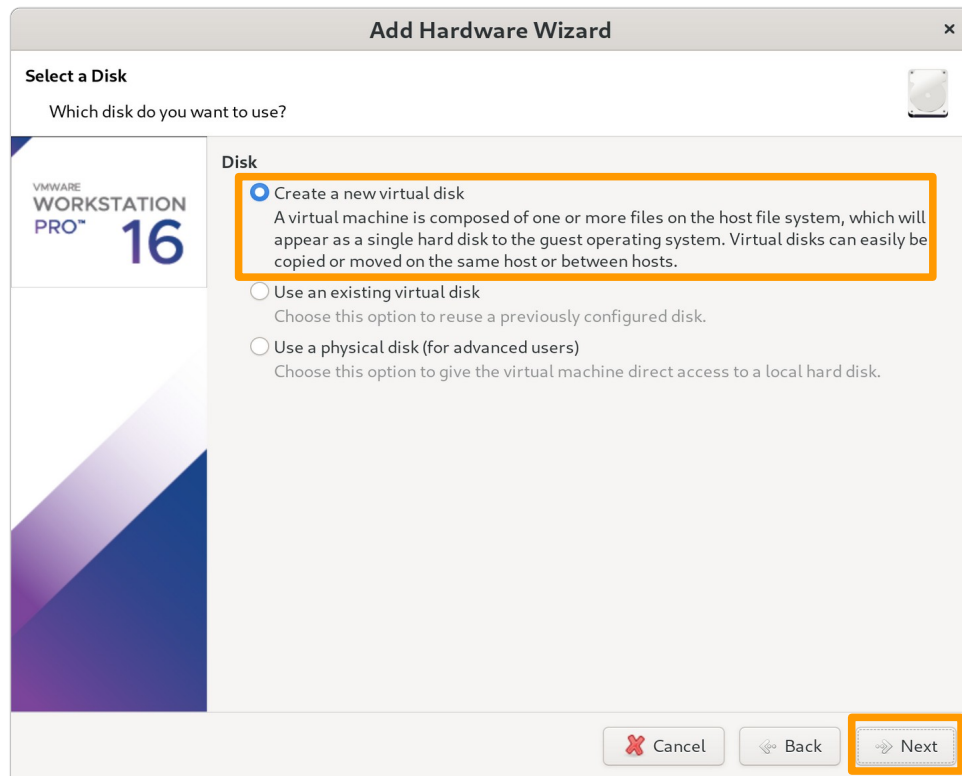 Add Hardware Wizard
×
Select a Disk
Which disk do you want to use?
VMWARE
WORKSTATION
PRO™ 16
Disk
Create a new virtual disk
A virtual machine is composed of one or more files on the host file system, which will
appear as a single hard disk to the guest operating system. Virtual disks can easily be
copied or moved on the same host or between hosts.
Use an existing virtual disk
Choose this option to reuse a previously configured disk.
Use a physical disk (for advanced users)
Choose this option to give the virtual machine direct access to a local hard disk.
Cancel
Back
Next